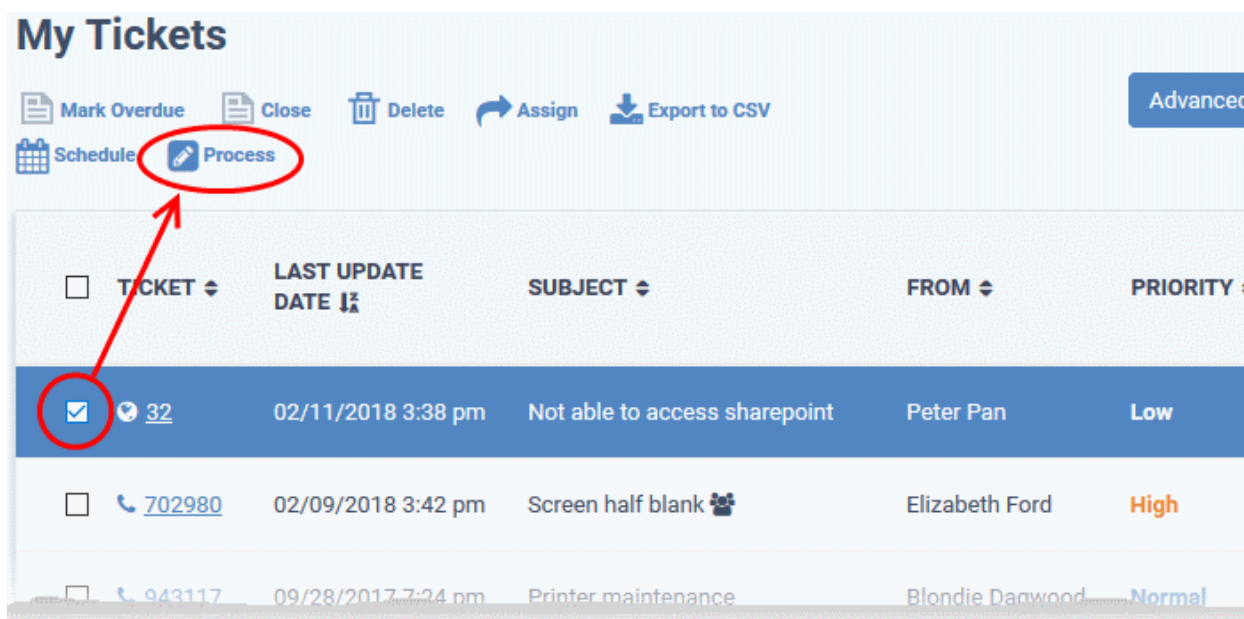 My Tickets
Mark Overdue Close Delete Assign Export to CSV
Advanced
Schedule Process
TICKET LAST UPDATE DATE SUBJECT FROM PRIORITY
32 02/11/2018 3:38 pm Not able to access sharepoint Peter Pan Low
702980 02/09/2018 3:42 pm Screen half blank Elizabeth Ford High
943117 09/28/2017 7:24 pm Printer maintenance Blondie Dagwood Normal